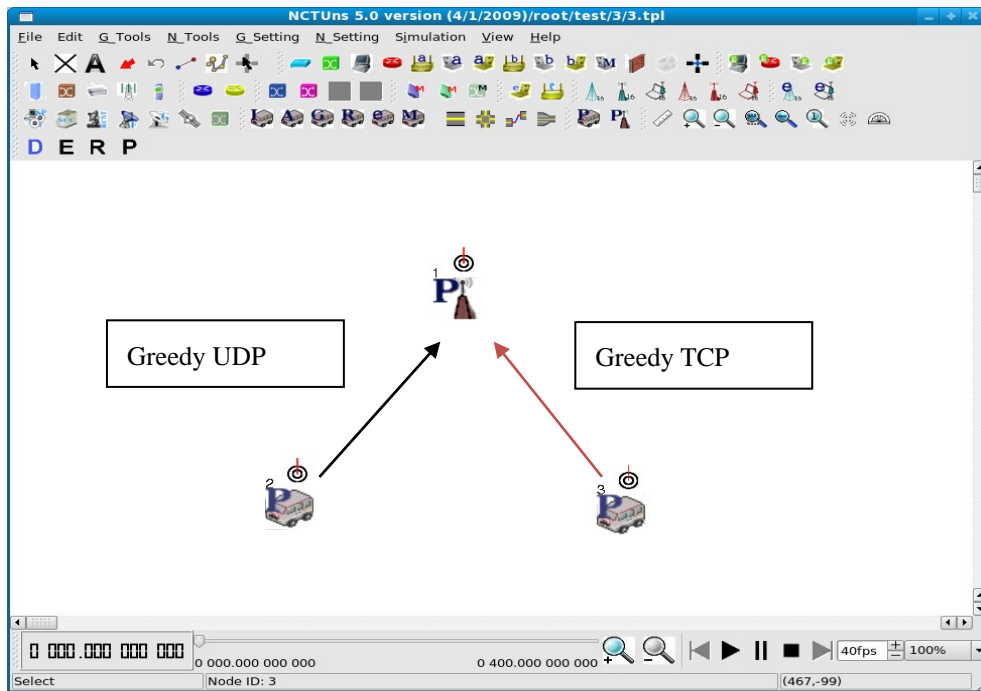 NCTUns 5.0 version (4/1/2009)/root/test/3/3.tpl
File Edit G_Tools N_Tools G_Setting N_Setting Simulation View Help
D E R P
1
P
Greedy UDP
Greedy TCP
2
P
3
P
0 000.000 000 000
0 000.000 000 000
0 400.000 000 000
40fps
100%
Select
Node ID: 3
(467,-99)